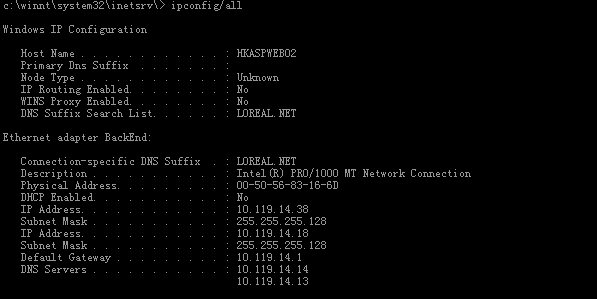 c:\winnt\system32\inetsrv\> ipconfig/all
Windows IP Configuration
Host Name . . . . . . . . . . . . : HKASPWEB02
Primary Dns Suffix . . . . . . . :
Node Type . . . . . . . . . . . . : Unknown
IP Routing Enabled. . . . . . . . : No
WINS Proxy Enabled. . . . . . . . : No
DNS Suffix Search List. . . . . . : LOREAL.NET
Ethernet adapter BackEnd:
Connection-specific DNS Suffix . : LOREAL.NET
Description . . . . . . . . . . . : Intel(R) PRO/1000 MT Network Connection
Physical Address. . . . . . . . . : 00-50-56-83-16-6D
DHCP Enabled. . . . . . . . . . . : No
IP Address. . . . . . . . . . . . : 10.119.14.38
Subnet Mask . . . . . . . . . . . : 255.255.255.128
IP Address. . . . . . . . . . . . : 10.119.14.18
Subnet Mask . . . . . . . . . . . : 255.255.255.128
Default Gateway . . . . . . . . . : 10.119.14.1
DNS Servers . . . . . . . . . . . : 10.119.14.14
10.119.14.13